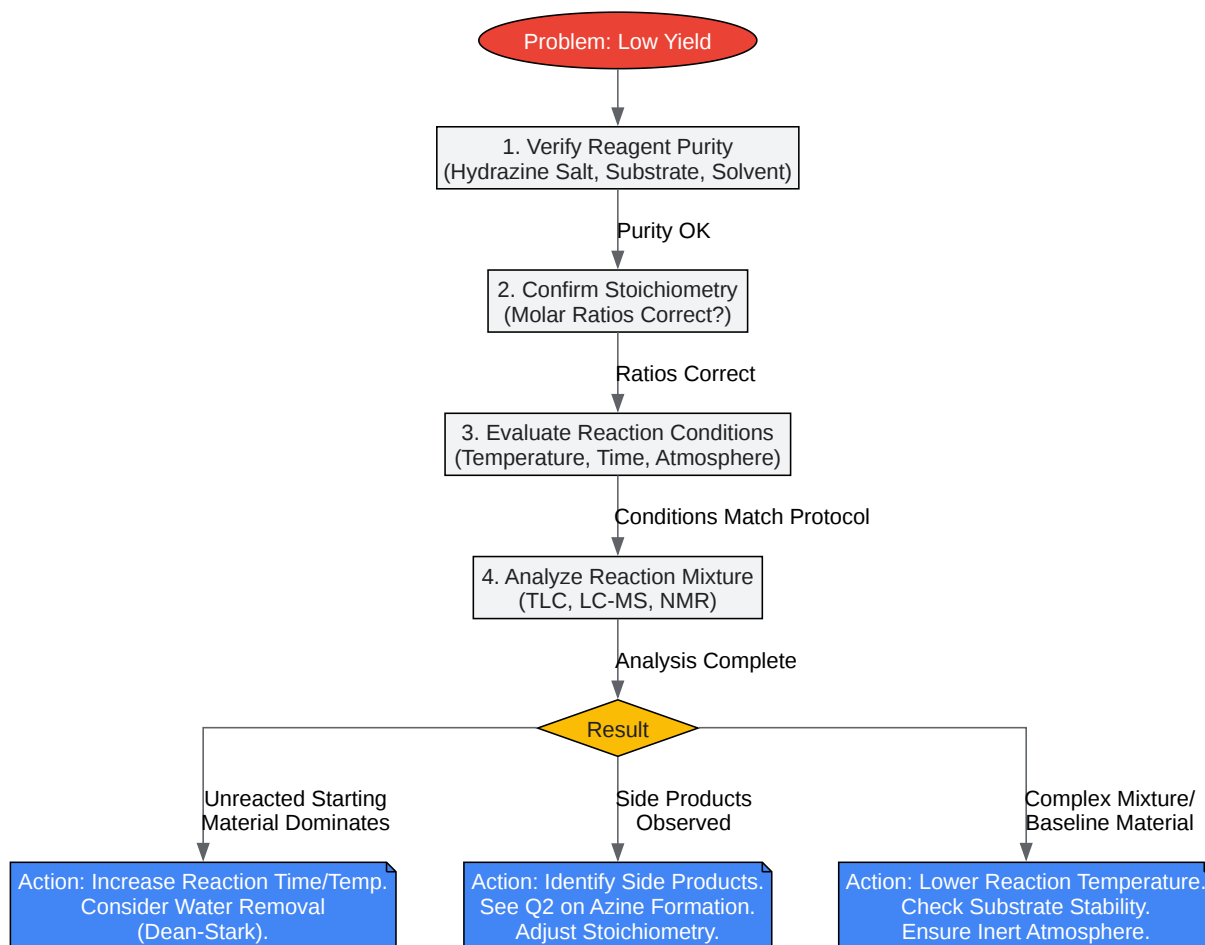 Problem: Low Yield
1. Verify Reagent Purity
(Hydrazine Salt, Substrate, Solvent)
Purity OK
2. Confirm Stoichiometry
(Molar Ratios Correct?)
Ratios Correct
3. Evaluate Reaction Conditions
(Temperature, Time, Atmosphere)
Conditions Match Protocol
4. Analyze Reaction Mixture
(TLC, LC-MS, NMR)
Analysis Complete
Result
Unreacted Starting
Material Dominates
Side Products
Observed
Complex Mixture/
Baseline Material
Action: Increase Reaction Time/Temp.
Consider Water Removal
(Dean-Stark).
Action: Identify Side Products.
See Q2 on Azine Formation.
Adjust Stoichiometry.
Action: Lower Reaction Temperature.
Check Substrate Stability.
Ensure Inert Atmosphere.